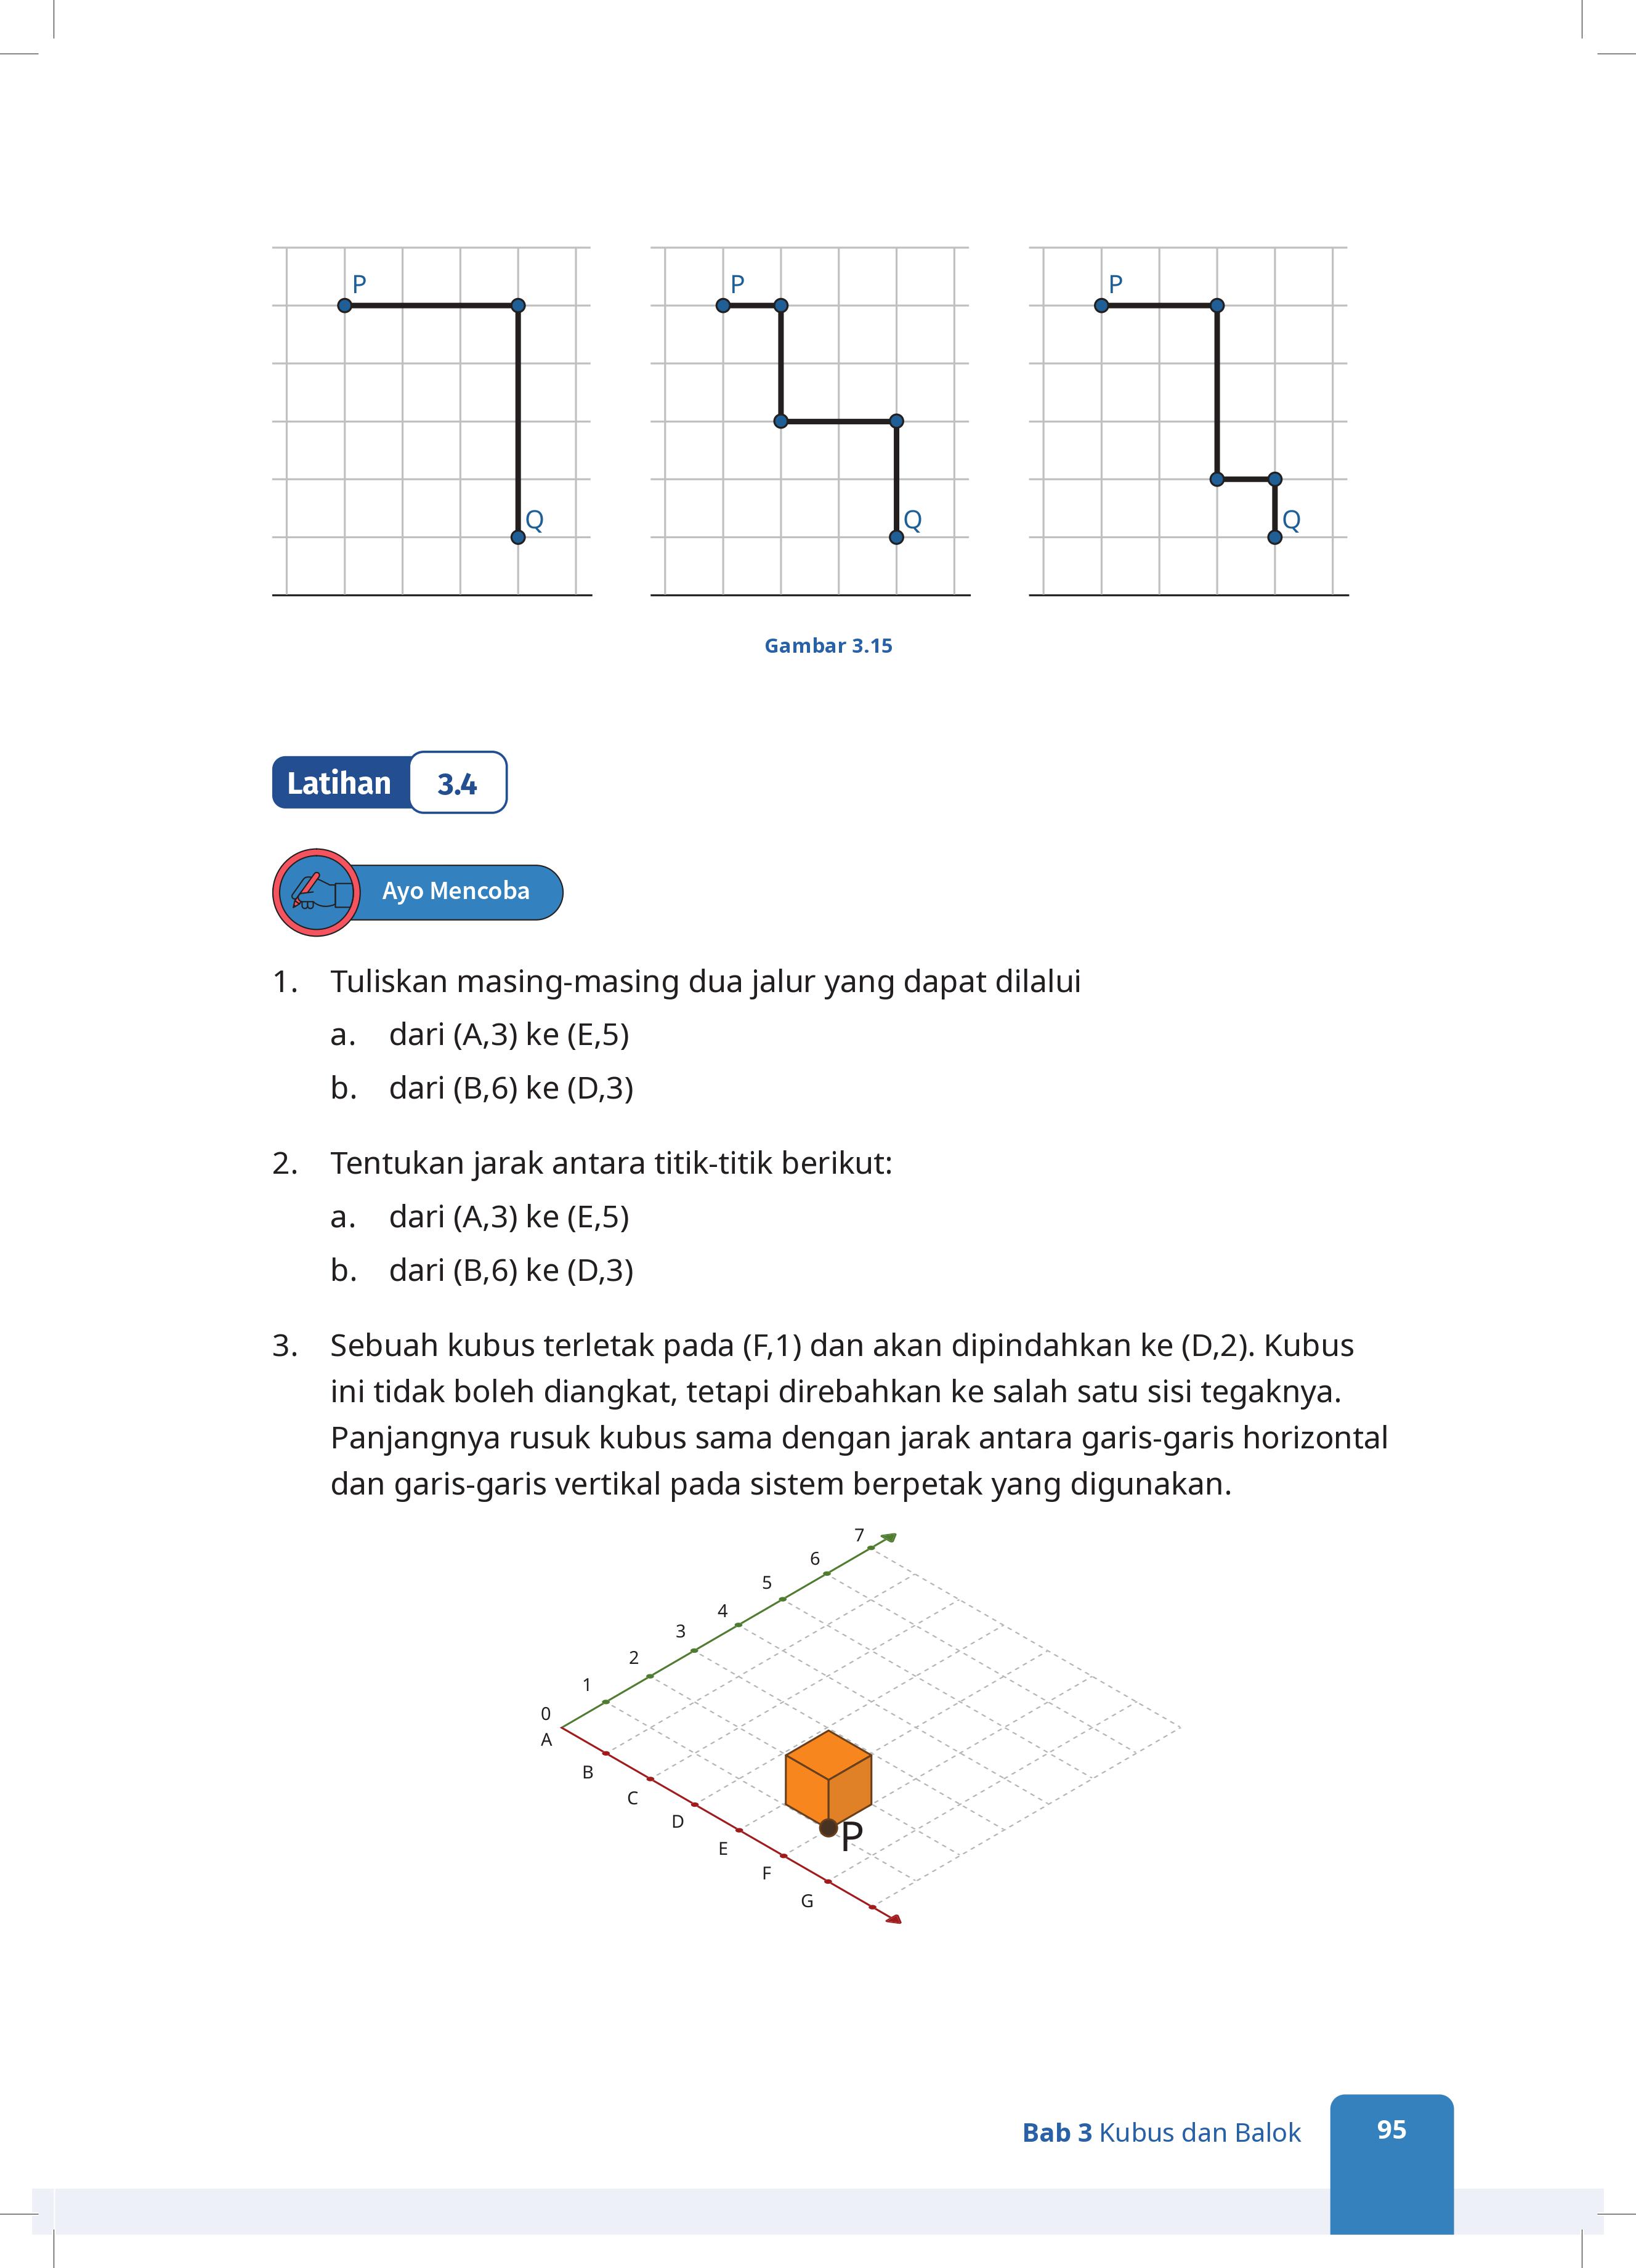 P
Q
P
Q
P
Q
Gambar 3.15
Latihan 3.4
Ayo Mencoba
1. Tuliskan masing-masing dua jalur yang dapat dilalui
a. dari (A,3) ke (E,5)
b. dari (B,6) ke (D,3)
2. Tentukan jarak antara titik-titik berikut:
a. dari (A,3) ke (E,5)
b. dari (B,6) ke (D,3)
3. Sebuah kubus terletak pada (F,1) dan akan dipindahkan ke (D,2). Kubus
ini tidak boleh diangkat, tetapi direbahkan ke salah satu sisi tegaknya.
Panjangnya rusuk kubus sama dengan jarak antara garis-garis horizontal
dan garis-garis vertikal pada sistem berpetak yang digunakan.
7
6
5
4
3
2
1
0
A
B
C
D
E
F
G
P
Bab 3 Kubus dan Balok
95